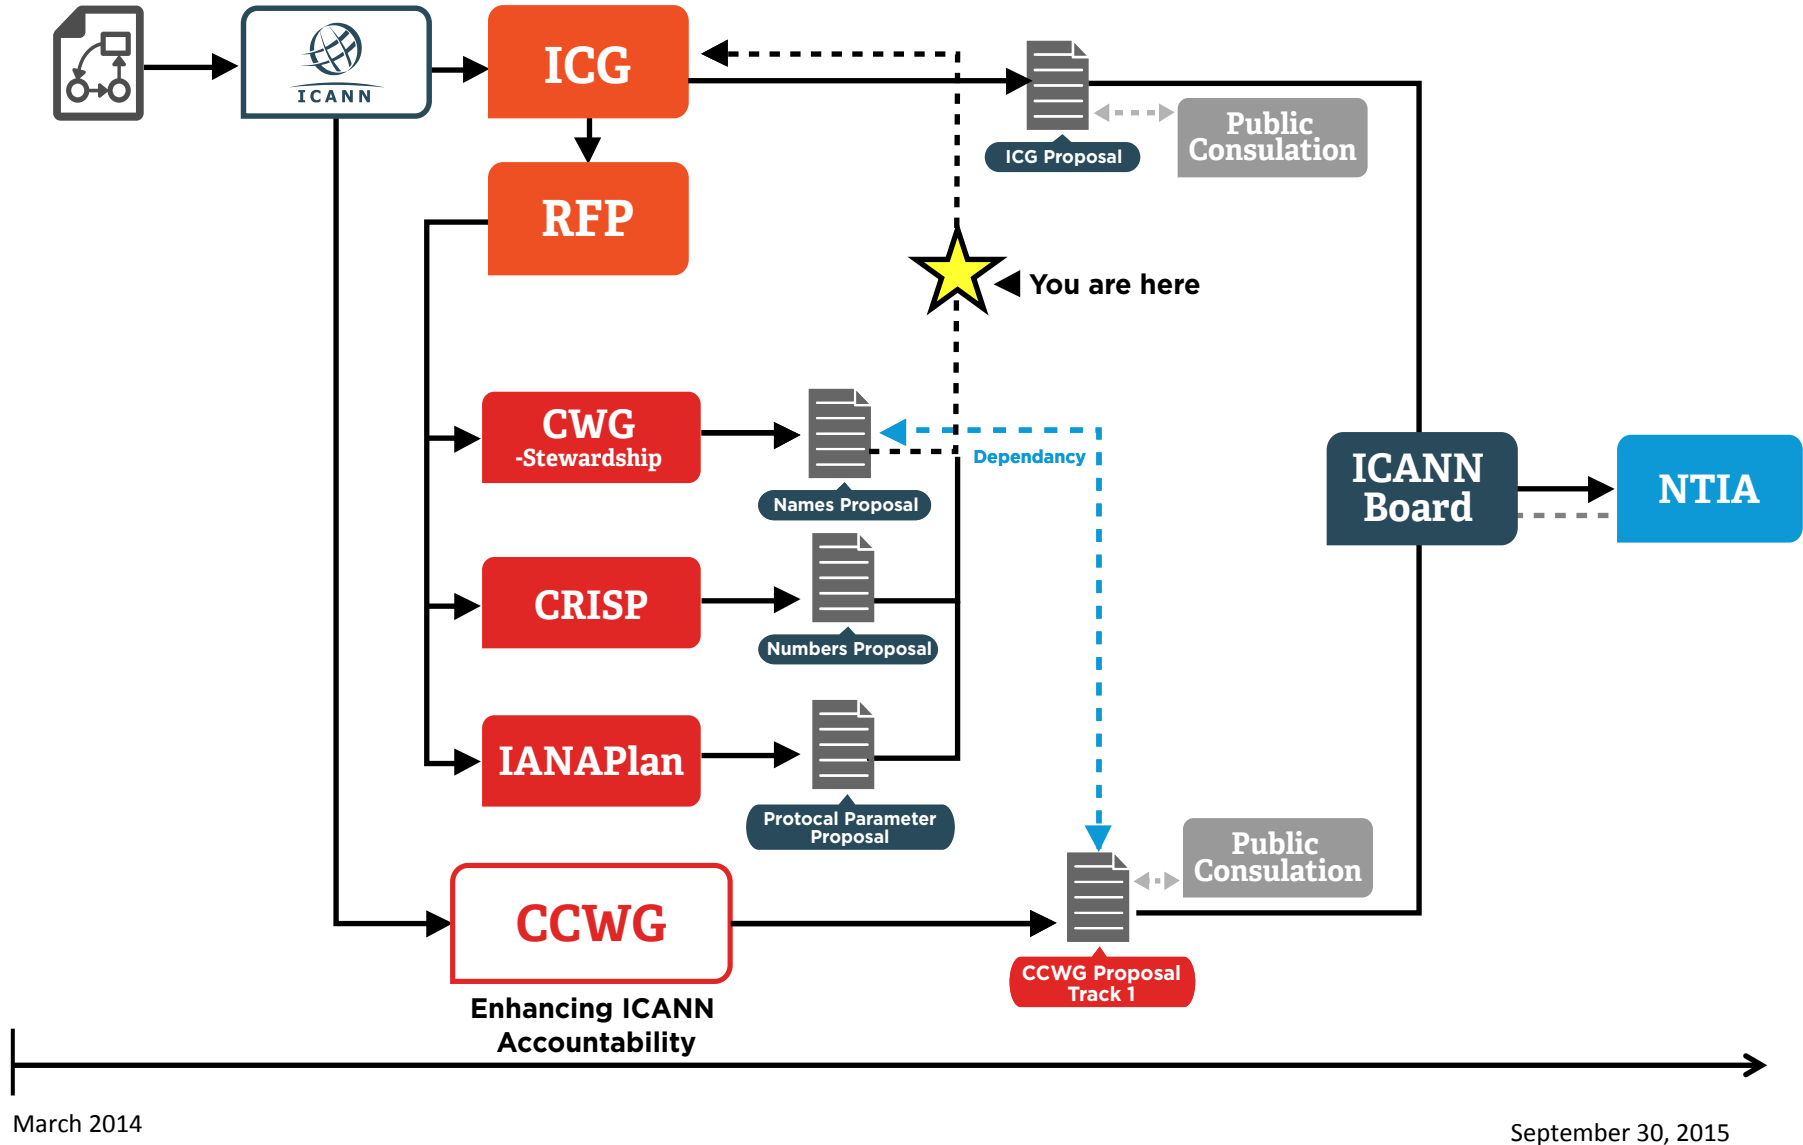 ICANN
ICG
ICG Proposal
Public
Consulation
RFP
You are here
CWG
-Stewardship
Names Proposal
Dependancy
ICANN
Board
NTIA
CRISP
Numbers Proposal
IANAPlan
Protocal Parameter
Proposal
Public
Consulation
CCWG
CCWG Proposal
Track 1
Enhancing ICANN
Accountability
March 2014
September 30, 2015